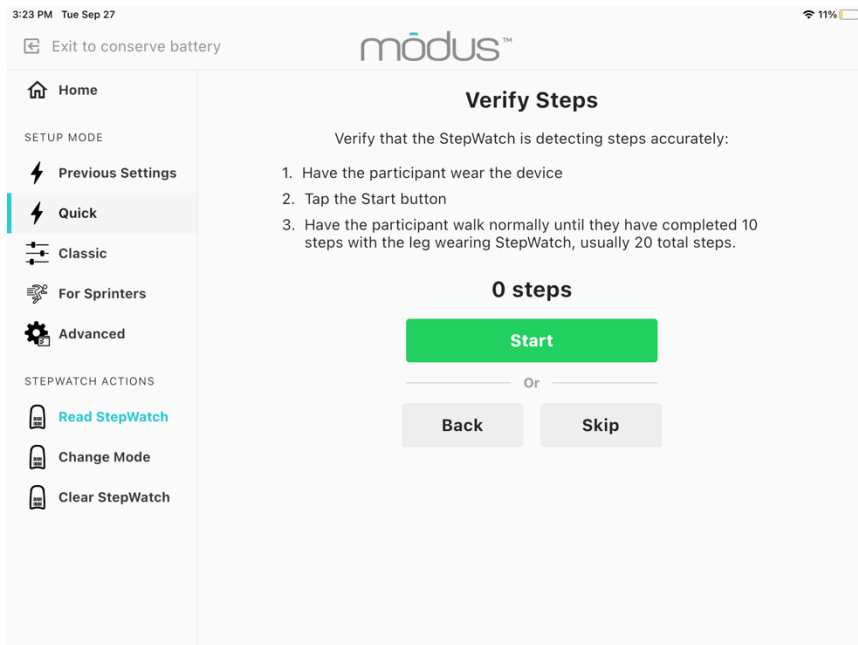 3:23 PM Tue Sep 27
11%
Exit to conserve battery
mōdus™
Home
SETUP MODE
Previous Settings
Quick
Classic
For Sprinters
Advanced
STEPWATCH ACTIONS
Read StepWatch
Change Mode
Clear StepWatch
Verify Steps
Verify that the StepWatch is detecting steps accurately:
1. Have the participant wear the device
2. Tap the Start button
3. Have the participant walk normally until they have completed 10
steps with the leg wearing StepWatch, usually 20 total steps.
0 steps
Start
Or
Back
Skip